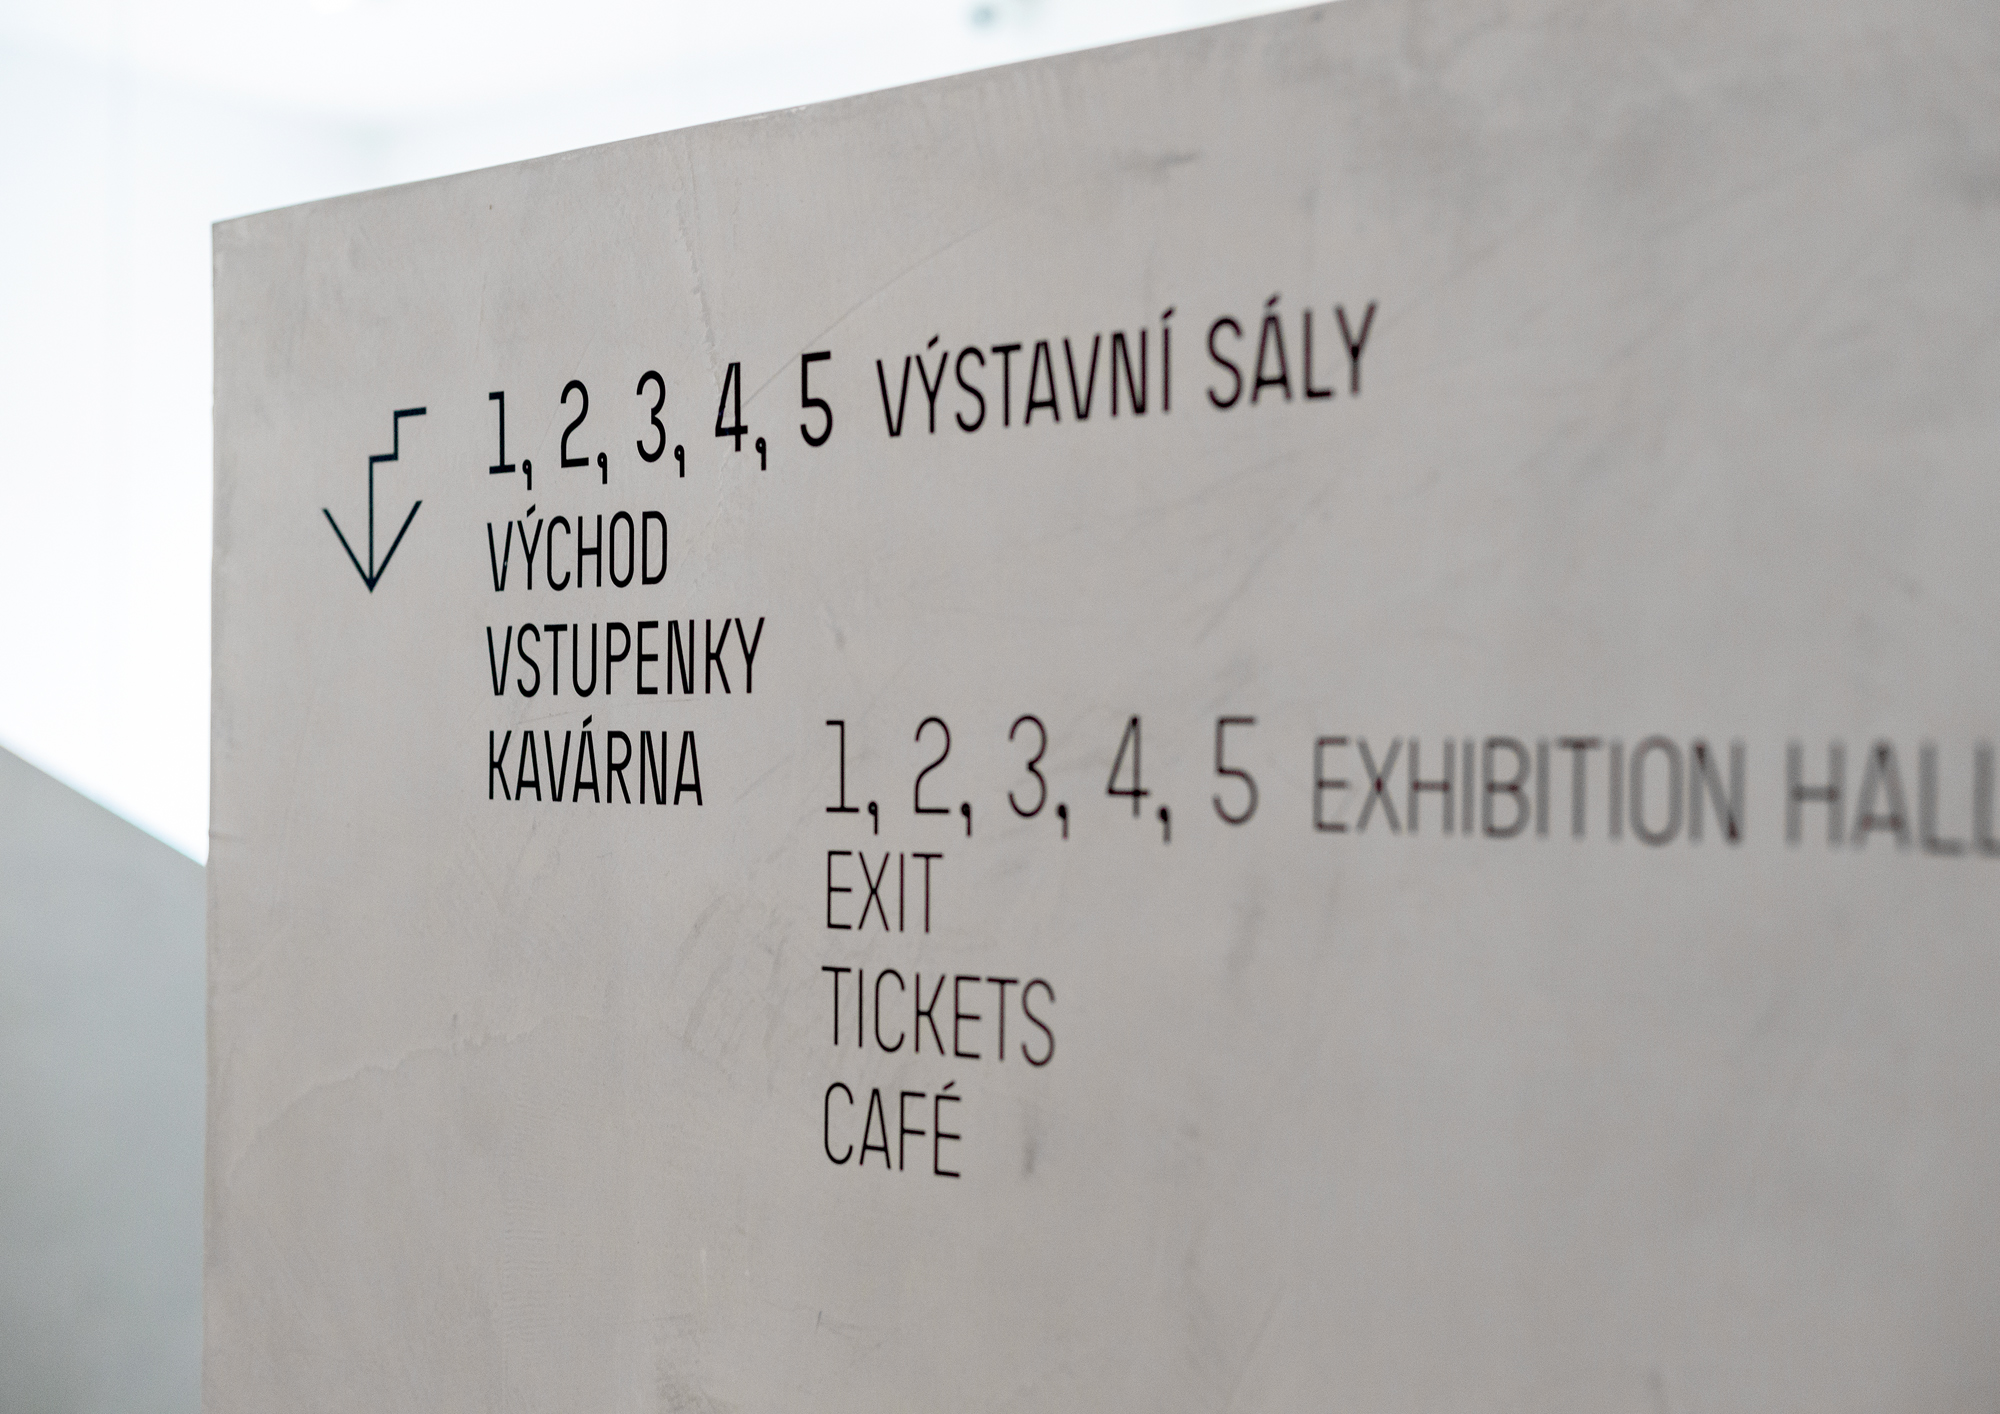 1, 2, 3, 4, 5 VÝSTAVNÍ SÁLY
VÝCHOD
VSTUPENKY
KAVÁRNA
1, 2, 3, 4, 5 EXHIBITION HALL
EXIT
TICKETS
CAFÉ